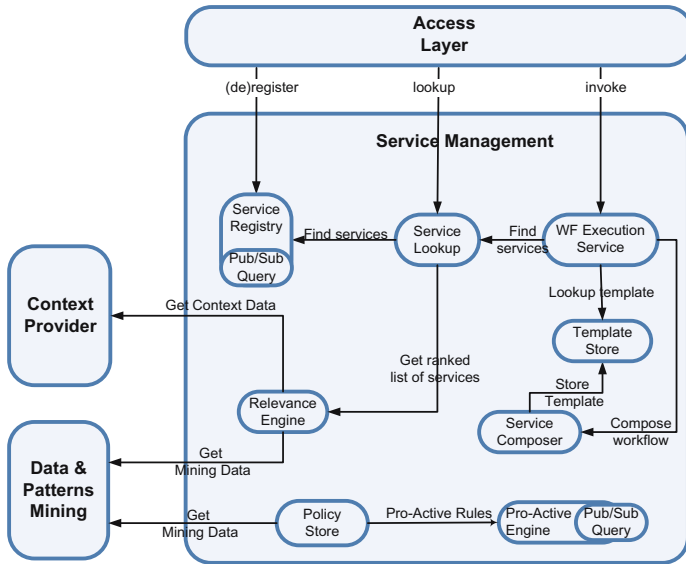 Access
Layer
(de)register
lookup
invoke
Service Management
Service
Registry
Pub/Sub
Query
Find services
Service
Lookup
Find
services
WF Execution
Service
Lookup template
Context
Provider
Get Context Data
Template
Store
Get ranked
list of services
Store
Template
Relevance
Engine
Service
Composer
Compose
workflow
Data &
Patterns
Mining
Get
Mining Data
Get
Mining Data
Policy
Store
Pro-Active Rules
Pro-Active
Engine
Pub/Sub
Query